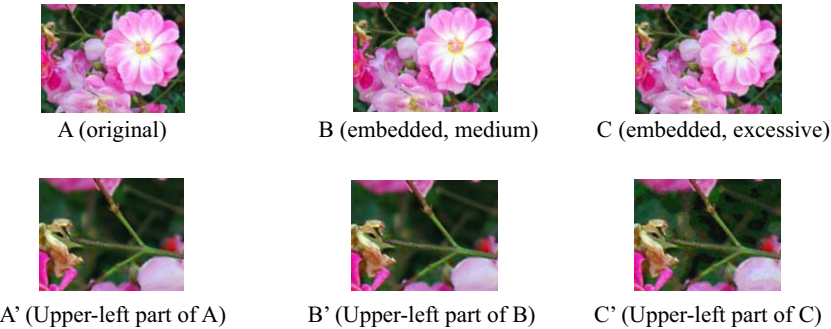 A (original)
B (embedded, medium)
C (embedded, excessive)
A’ (Upper-left part of A)
B’ (Upper-left part of B)
C’ (Upper-left part of C)